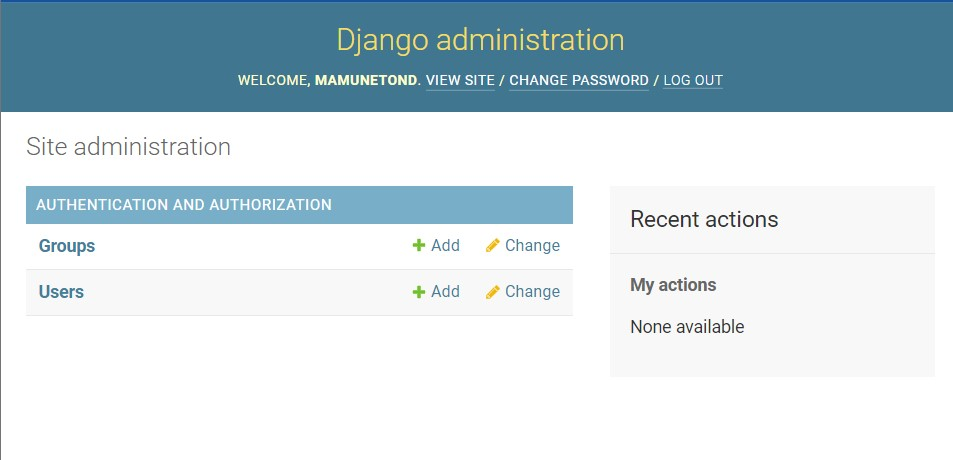 Django administration
WELCOME, MAMUNETOND. VIEW SITE / CHANGE PASSWORD / LOG OUT
Site administration
AUTHENTICATION AND AUTHORIZATION
Groups Add Change
Users Add Change
Recent actions
My actions
None available